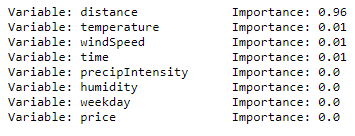 Variable: distance Importance: 0.96
Variable: temperature Importance: 0.01
Variable: windSpeed Importance: 0.01
Variable: time Importance: 0.01
Variable: precipIntensity Importance: 0.0
Variable: humidity Importance: 0.0
Variable: weekday Importance: 0.0
Variable: price Importance: 0.0